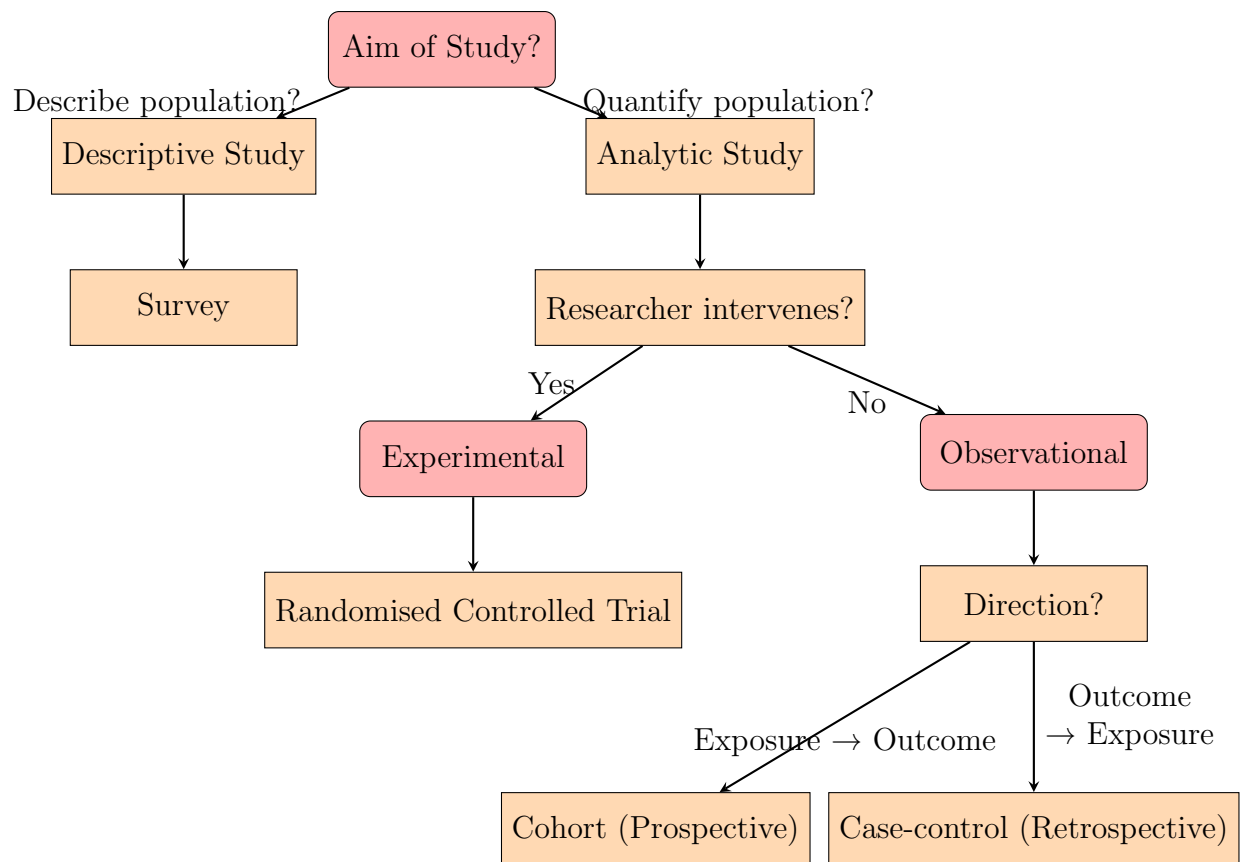 Aim of Study?
Describe population?
Quantify population?
Descriptive Study
Analytic Study
Survey
Researcher intervenes?
Yes
No
Experimental
Observational
Randomised Controlled Trial
Direction?
Exposure → Outcome
Outcome
→ Exposure
Cohort (Prospective)
Case-control (Retrospective)